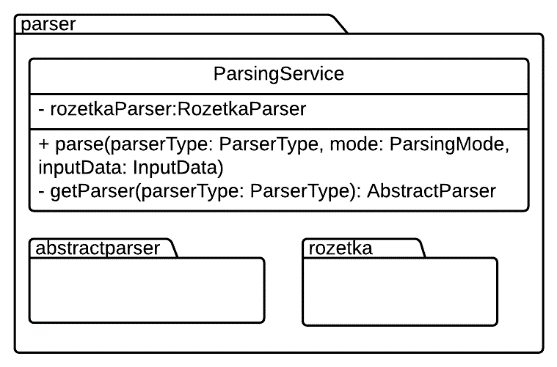 parser
ParsingService
- rozetkaParser:RozetkaParser
+ parse(parserType: ParserType, mode: ParsingMode,
inputData: InputData)
- getParser(parserType: ParserType): AbstractParser
abstractparser
rozetka